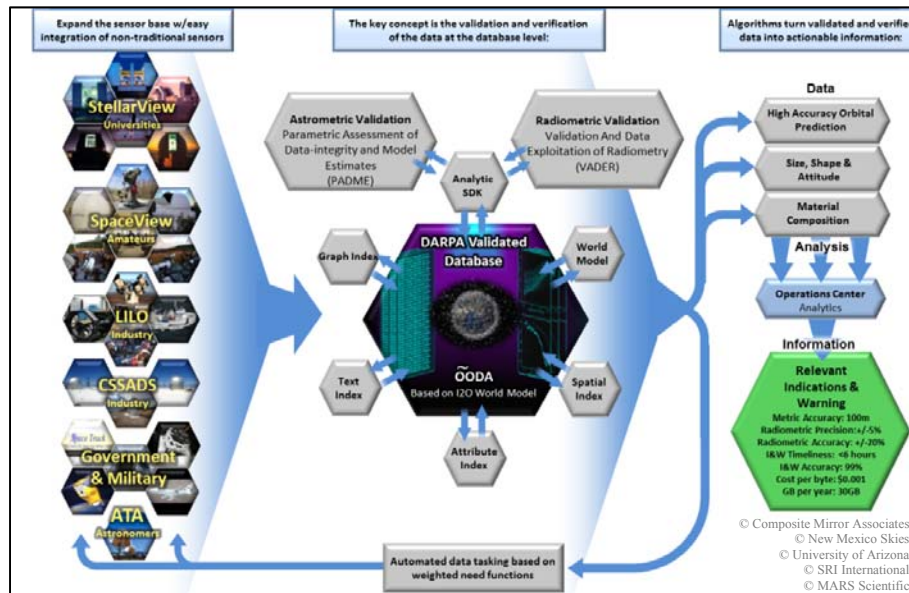 Expand the sensor base w/easy
integration of non-traditional sensors
The key concept is the validation and verification
of the data at the database level:
Algorithms turn validated and verifie
data into actionable information:
StellarView
Universities
SpaceView
Amateurs
LILO
Industry
CSSADS
Industry
Space Track
Government
& Military
ATA
Astronomers
Astrometric Validation
Parametric Assessment of
Data-integrity and Model
Estimates
(PADME)
Radiometric Validation
Validation And Data
Exploitation of Radiometry
(VADER)
Analytic
SDK
Graph Index
DARPA Validated
Database
World
Model
Text
Index
ÕODA
Based on I2O World Model
Spatial
Index
Attribute
Index
Automated data tasking based on
weighted need functions
Data
High Accuracy Orbital
Prediction
Size, Shape &
Attitude
Material
Composition
Analysis
Operations Center
Analytics
Information
Relevant
Indications &
Warning
Metric Accuracy: 100m
Radiometric Precision:+/-5%
Radiometric Accuracy: +/-20%
I&W Timeliness: <6 hours
I&W Accuracy: 99%
Cost per byte: $0.001
GB per year: 30GB
© Composite Mirror Associates
© New Mexico Skies
© University of Arizona
© SRI International
© MARS Scientific